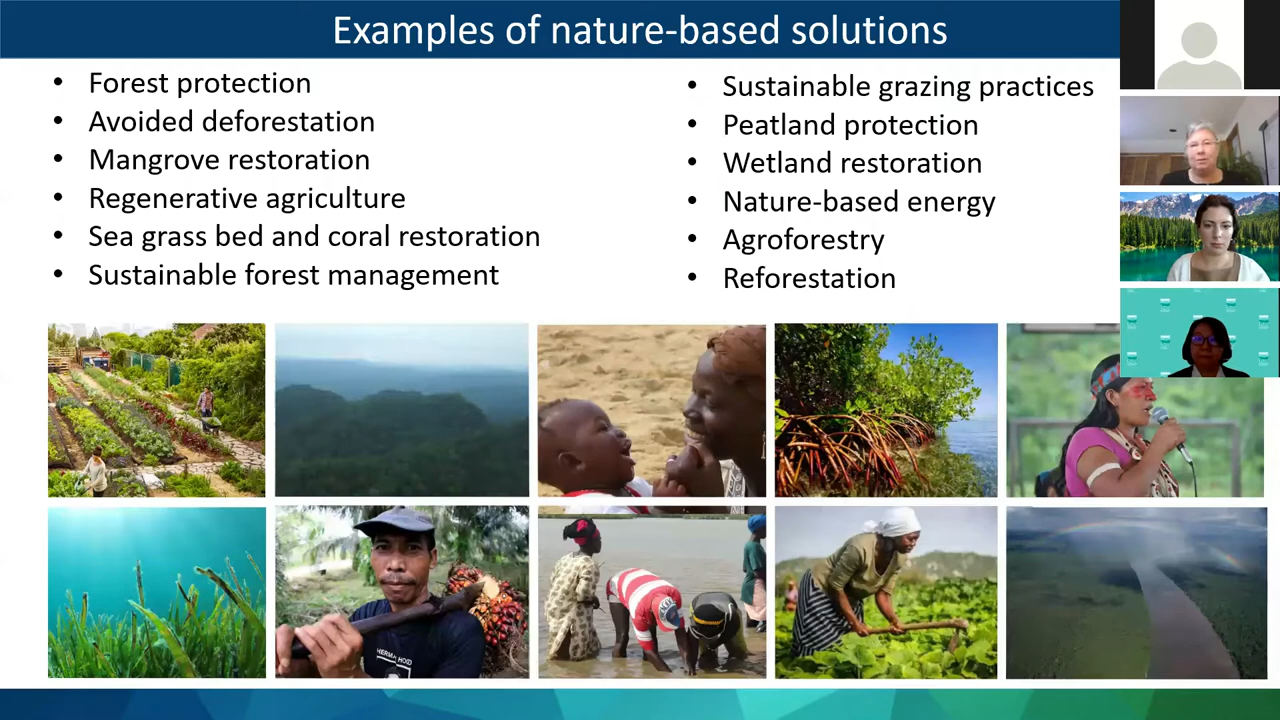 Examples of nature-based solutions
• Forest protection
• Avoided deforestation
• Mangrove restoration
• Regenerative agriculture
• Sea grass bed and coral restoration
• Sustainable forest management
• Sustainable grazing practices
• Peatland protection
• Wetland restoration
• Nature-based energy
• Agroforestry
• Reforestation